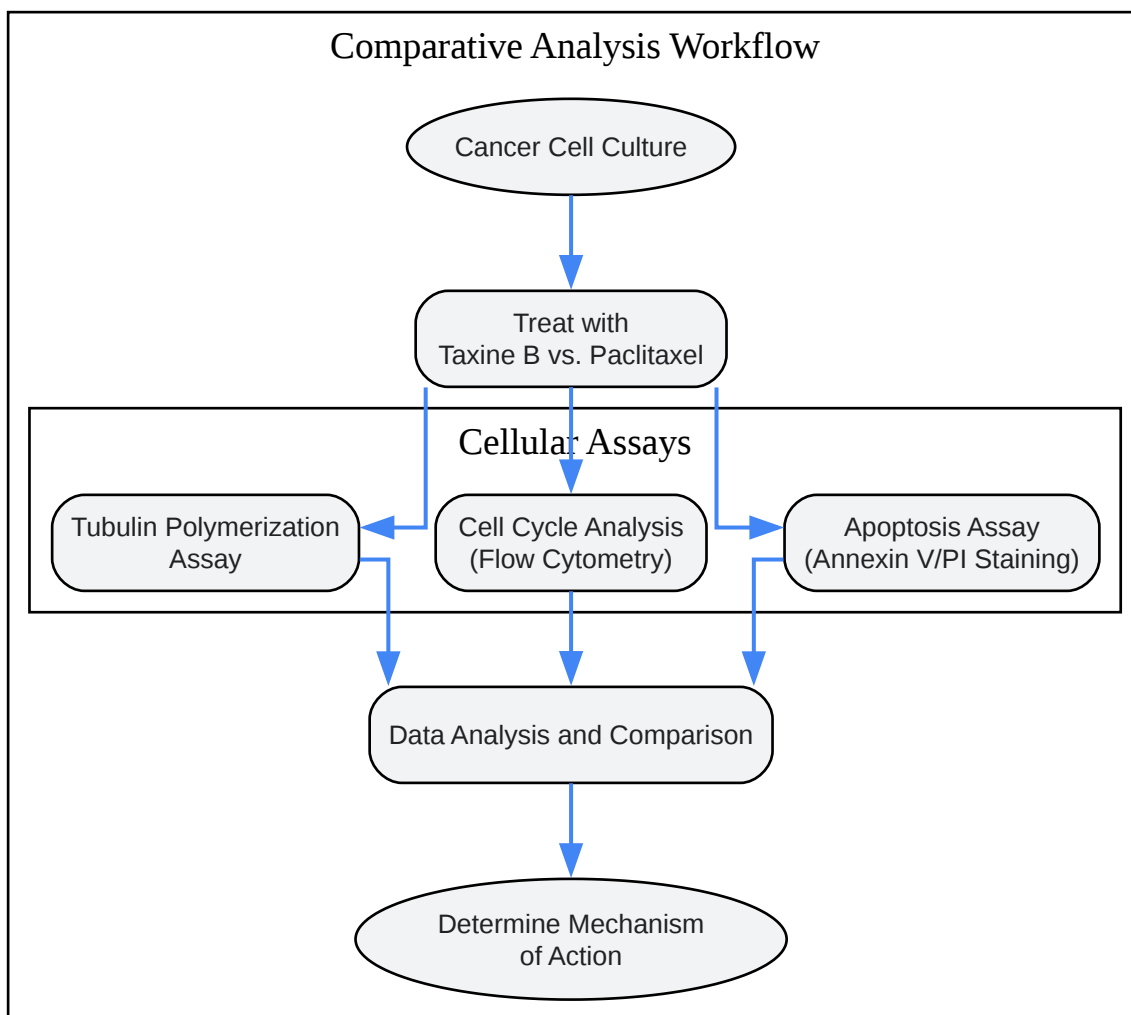 Comparative Analysis Workflow
Cancer Cell Culture
Treat with
Taxine B vs. Paclitaxel
Cellular Assays
Tubulin Polymerization
Assay
Cell Cycle Analysis
(Flow Cytometry)
Apoptosis Assay
(Annexin V/PI Staining)
Data Analysis and Comparison
Determine Mechanism
of Action